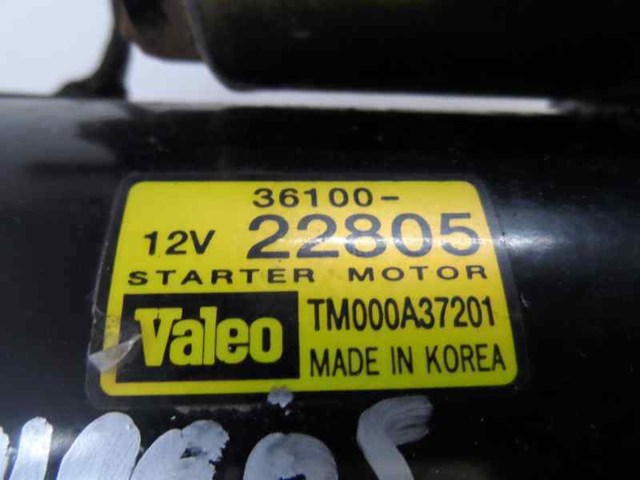 36100-
12V 22805
STARTER MOTOR
Valeo TM000A37201
MADE IN KOREA